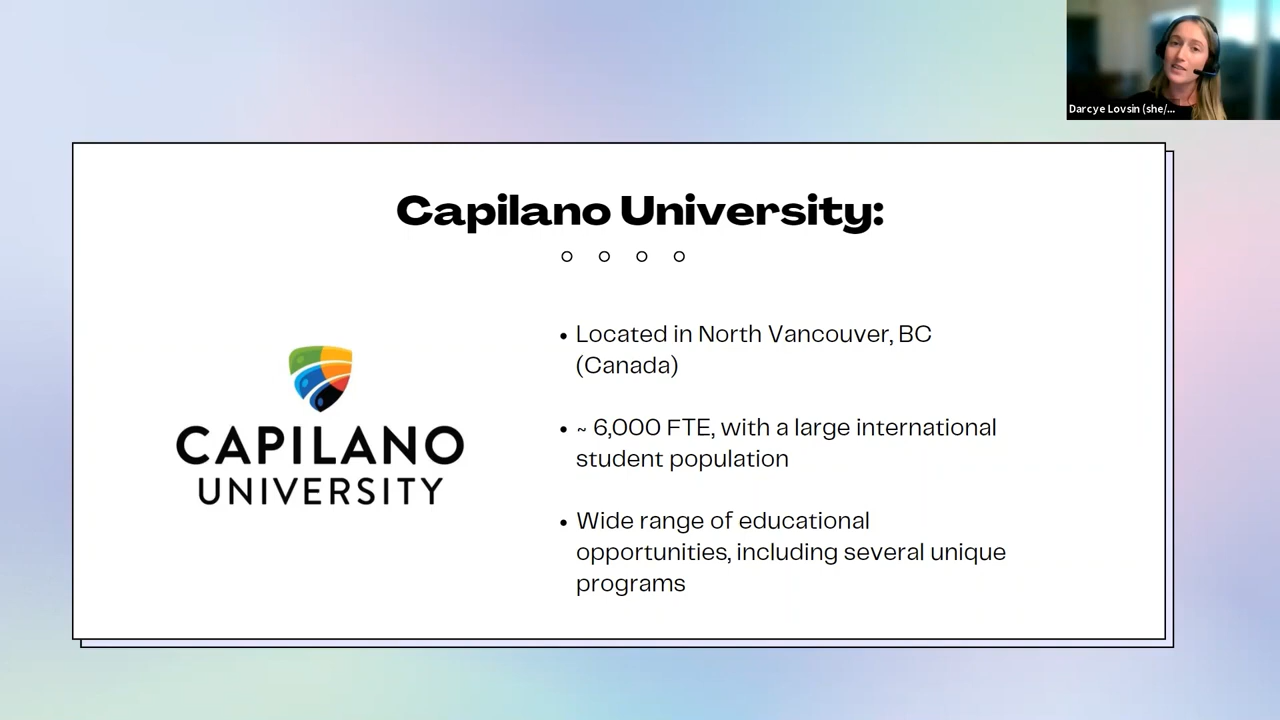 Darcye Lovsin (she/...
Capilano University:
• Located in North Vancouver, BC
(Canada)
• ~ 6,000 FTE, with a large international
student population
• Wide range of educational
opportunities, including several unique
programs
CAPILANO
UNIVERSITY